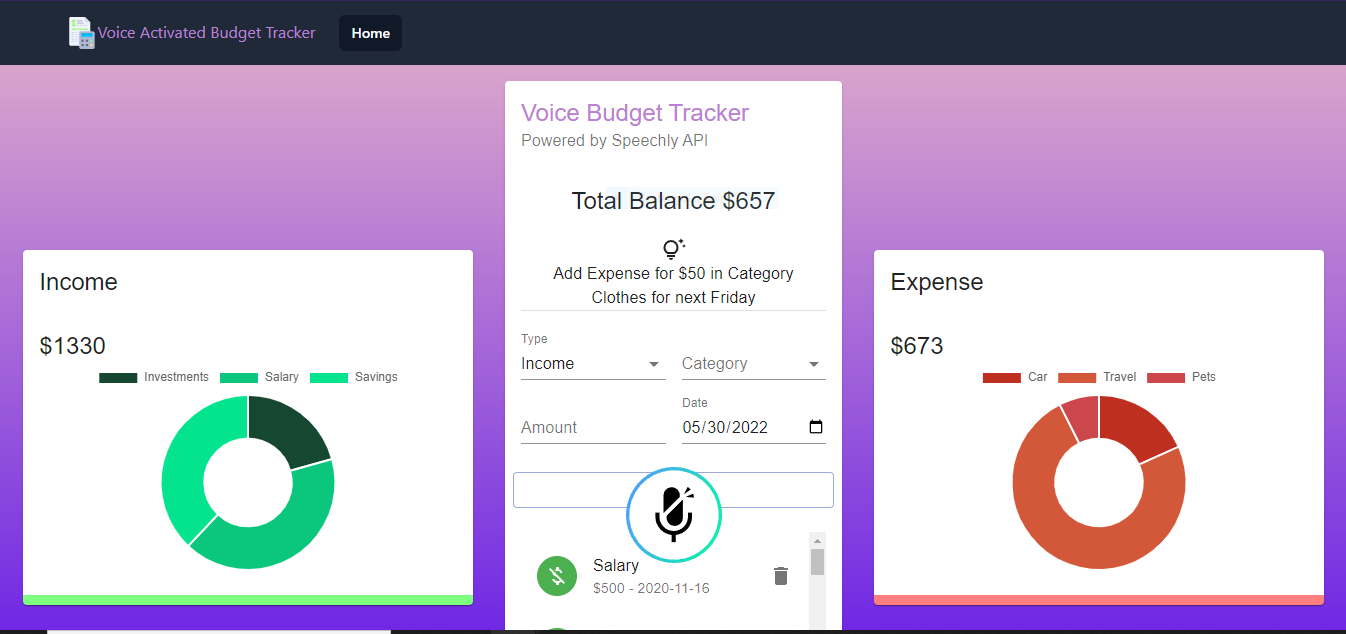 Voice Activated Budget Tracker
Home
Voice Budget Tracker
Powered by Speechly API
Total Balance $657
Add Expense for $50 in Category
Clothes for next Friday
Type
Income
Category
Amount
Date
05/30/2022
Salary
$500 - 2020-11-16
Income
$1330
Investments
Salary
Savings
Expense
$673
Car
Travel
Pets